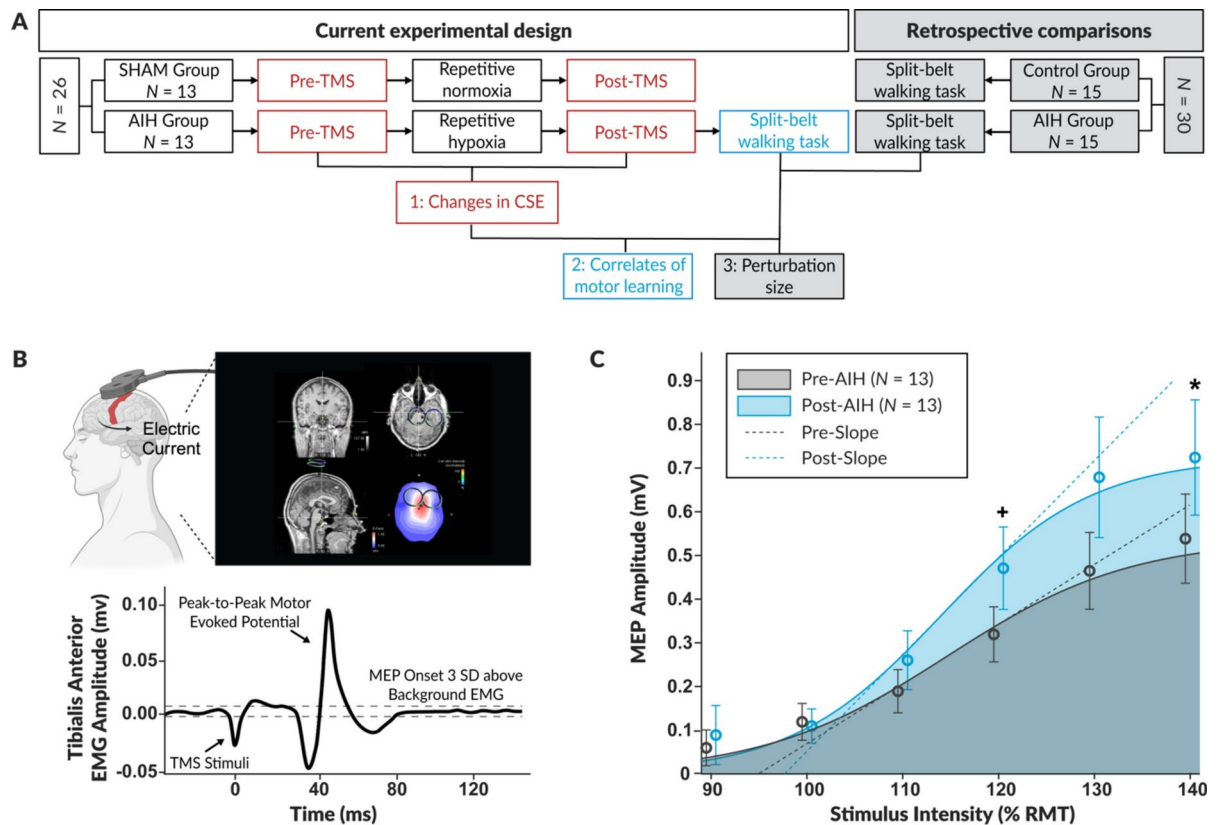 A
Current experimental design
Retrospective comparisons
N = 26
SHAM Group
N = 13
Pre-TMS
Repetitive
normoxia
Post-TMS
Split-belt
walking task
Control Group
N = 15
N = 30
AIH Group
N = 13
Pre-TMS
Repetitive
hypoxia
Post-TMS
Split-belt
walking task
Split-belt
walking task
AIH Group
N = 15
1: Changes in CSE
2: Correlates of
motor learning
3: Perturbation
size
B
Electric
Current
Tibialis Anterior
EMG Amplitude (mv)
0.10
0.05
0.00
-0.05
Peak-to-Peak Motor
Evoked Potential
MEP Onset 3 SD above
Background EMG
TMS Stimuli
0
40
80
120
Time (ms)
C
Pre-AIH (N = 13)
Post-AIH (N = 13)
Pre-Slope
Post-Slope
+
*
MEP Amplitude (mV)
0.9
0.8
0.7
0.6
0.5
0.4
0.3
0.2
0.1
0
90
100
110
120
130
140
Stimulus Intensity (% RMT)